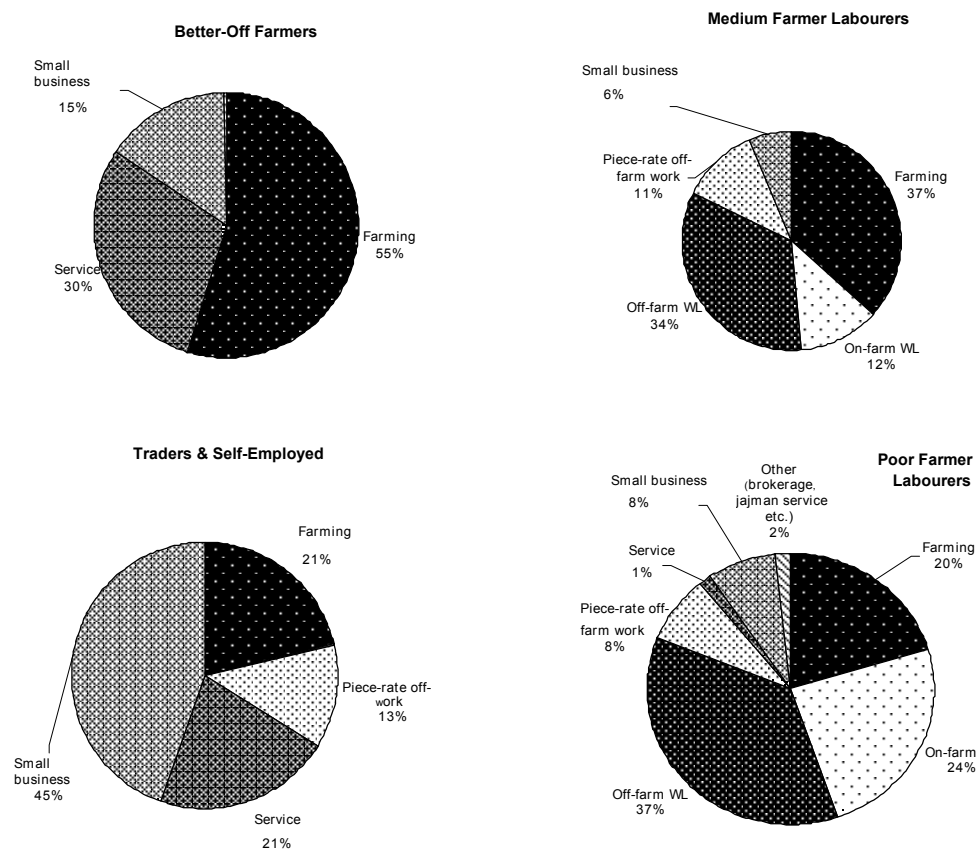 Better-Off Farmers
Small
business
15%
Farming
55%
Service
30%
Medium Farmer Labourers
Small business
6%
Piece-rate off-
farm work
11%
Farming
37%
Off-farm WL
34%
On-farm WL
12%
Traders & Self-Employed
Farming
21%
Piece-rate off-
work
13%
Small
business
45%
Service
21%
Poor Farmer
Labourers
Other
(brokerage,
jajman service
etc.)
2%
Small business
8%
Service
1%
Farming
20%
Piece-rate off-
farm work
8%
On-farm
24%
Off-farm WL
37%